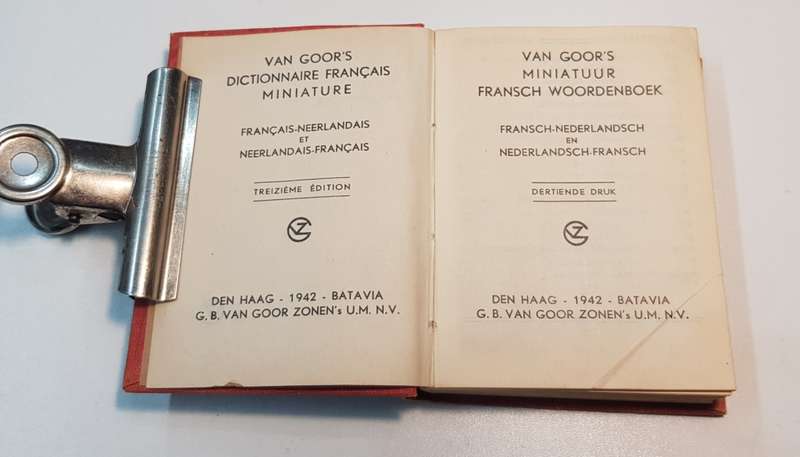 VAN GOOR'S
DICTIONNAIRE FRANÇAIS
MINIATURE
FRANÇAIS-NEERLANDAIS
ET
NEERLANDAIS-FRANÇAIS
TREIZIÈME ÉDITION
VGZ
DEN HAAG - 1942 - BATAVIA
G. B. VAN GOOR ZONEN's U.M. N.V.
VAN GOOR'S
MINIATUUR
FRANSCH WOORDENBOEK
FRANSCH-NEDERLANDSCH
EN
NEDERLANDSCH-FRANSCH
DERTIENDE DRUK
VGZ
DEN HAAG - 1942 - BATAVIA
G. B. VAN GOOR ZONEN's U.M. N.V.